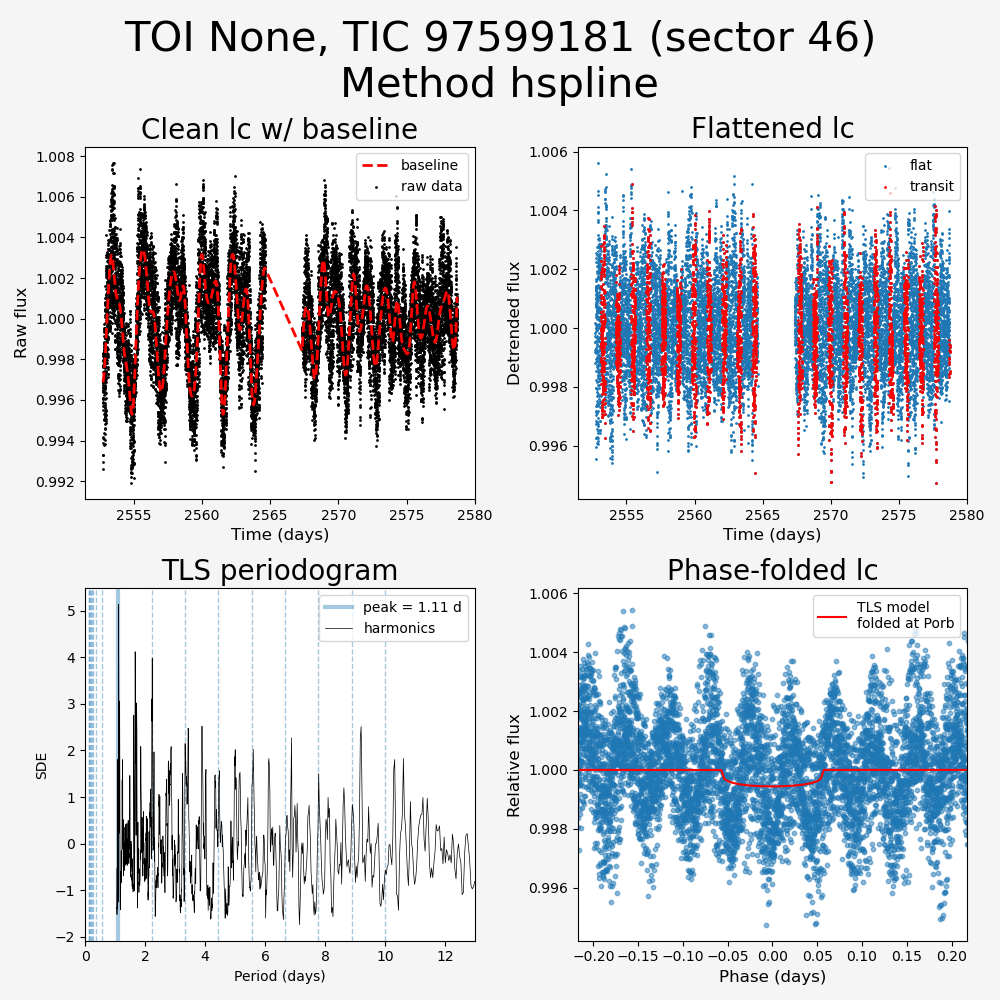 TOI None, TIC 97599181 (sector 46)
Method hspline
Clean lc w/ baseline
Flattened lc
1.008
1.006
1.004
1.002
1.000
0.998
0.996
0.994
0.992
Raw flux
baseline
raw data
2555
2560
2565
2570
2575
2580
Time (days)
1.006
1.004
1.002
1.000
0.998
0.996
Detrended flux
flat
transit
2555
2560
2565
2570
2575
2580
Time (days)
TLS periodogram
Phase-folded lc
5
4
3
2
1
0
−1
−2
SDE
peak = 1.11 d
harmonics
0
2
4
6
8
10
12
Period (days)
1.006
1.004
1.002
1.000
0.998
0.996
Relative flux
TLS model
folded at Porb
−0.20
−0.15
−0.10
−0.05
0.00
0.05
0.10
0.15
0.20
Phase (days)